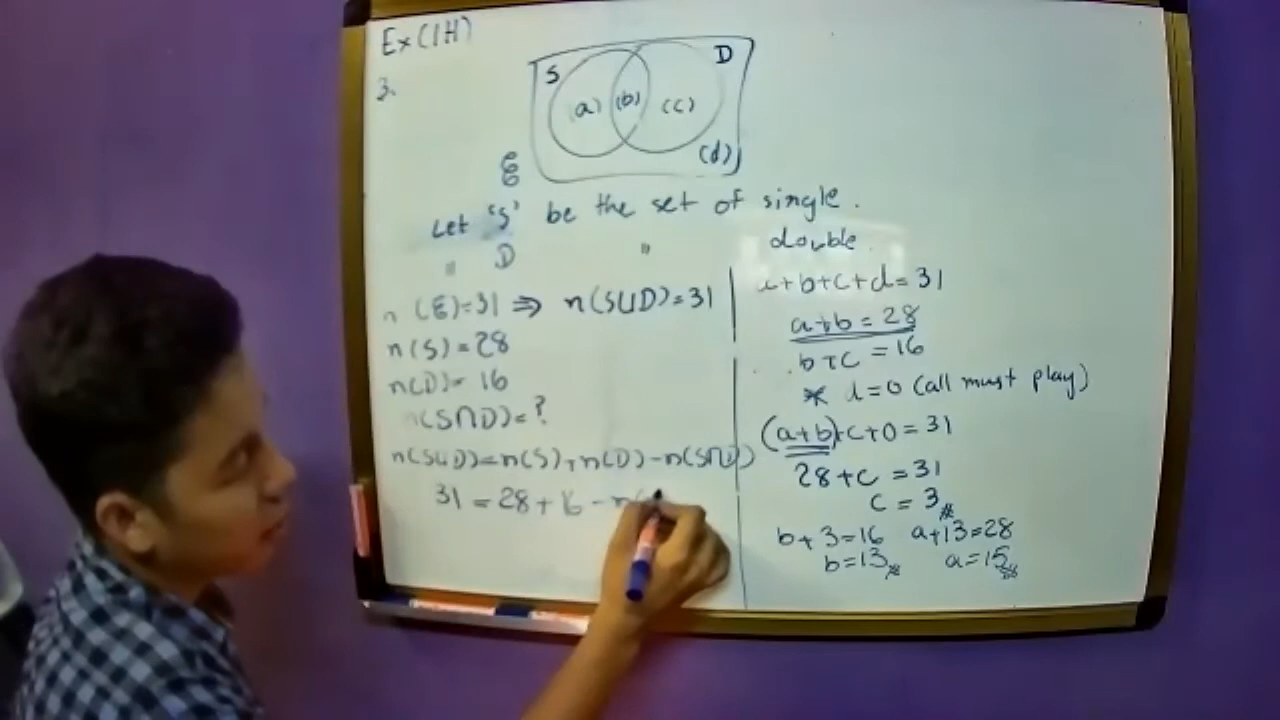 Ex (1H)
3.
S
D
(a) (b) (c)
(d)
ℰ
Let 'S' be the set of single.
" D " double.
n(ℰ)=31 ⇒ n(S∪D)=31
n(S)=28
n(D)=16
n(S∩D)=?
n(S∪D)=n(S)+n(D)-n(S∩D)
31 = 28 + 16 - n(
a+b+c+d=31
a+b=28
b+c=16
* d=0 (all must play)
(a+b)+c+0=31
28+c=31
c=3
b+3=16 a+13=28
b=13 a=15